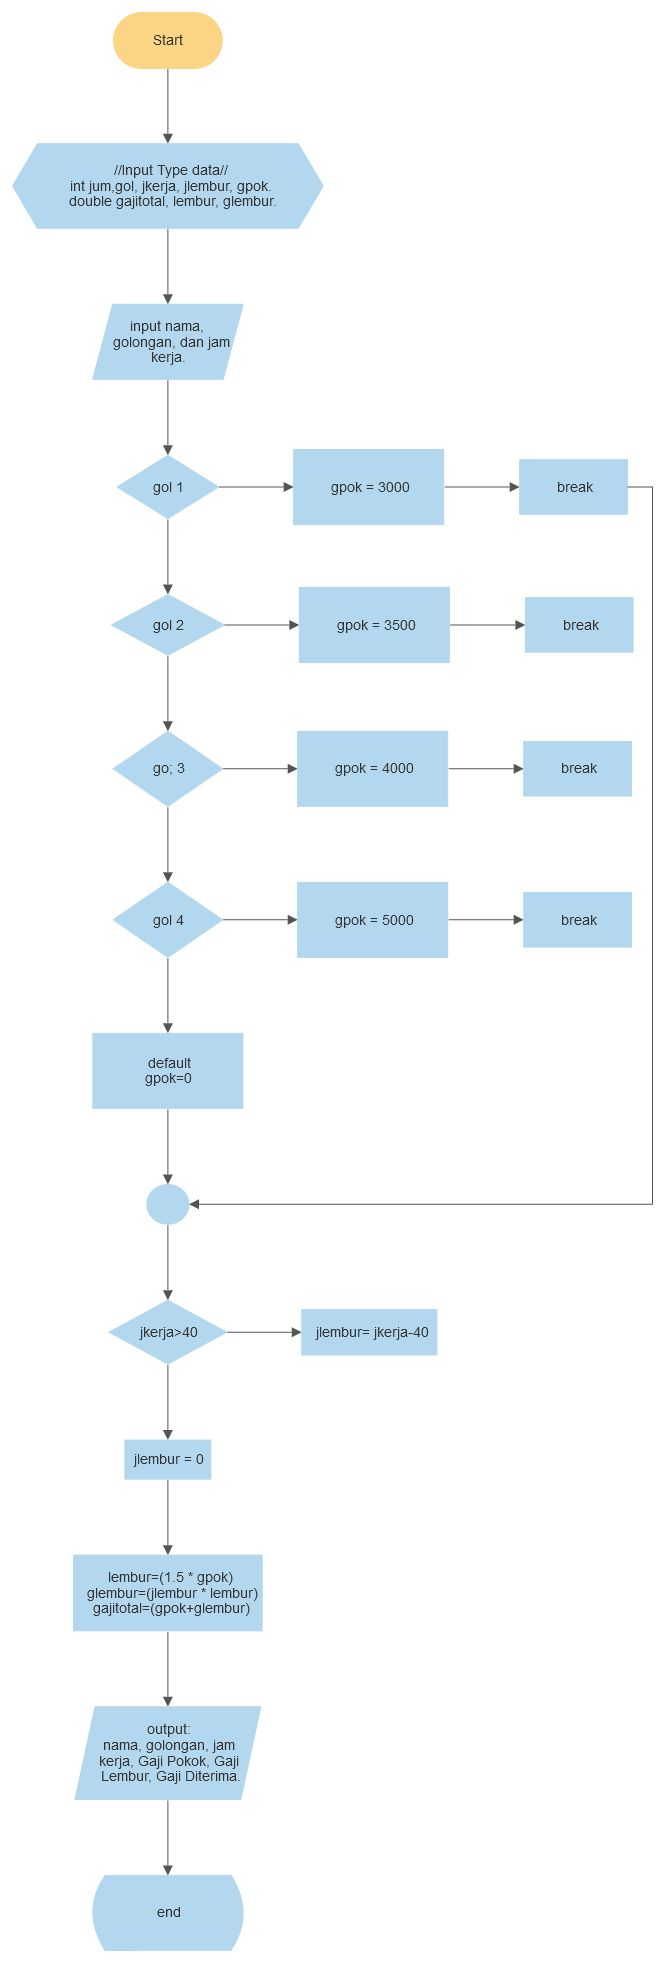 Start
//Input Type data//
int jum,gol, jkerja, jlembur, gpok.
double gajitotal, lembur, glembur.
input nama,
golongan, dan jam
kerja.
gol 1
gpok = 3000
break
gol 2
gpok = 3500
break
go; 3
gpok = 4000
break
gol 4
gpok = 5000
break
default
gpok=0
jkerja>40
jlembur= jkerja-40
jlembur = 0
lembur=(1.5 * gpok)
glembur=(jlembur * lembur)
gajitotal=(gpok+glembur)
output:
nama, golongan, jam
kerja, Gaji Pokok, Gaji
Lembur, Gaji Diterima.
end